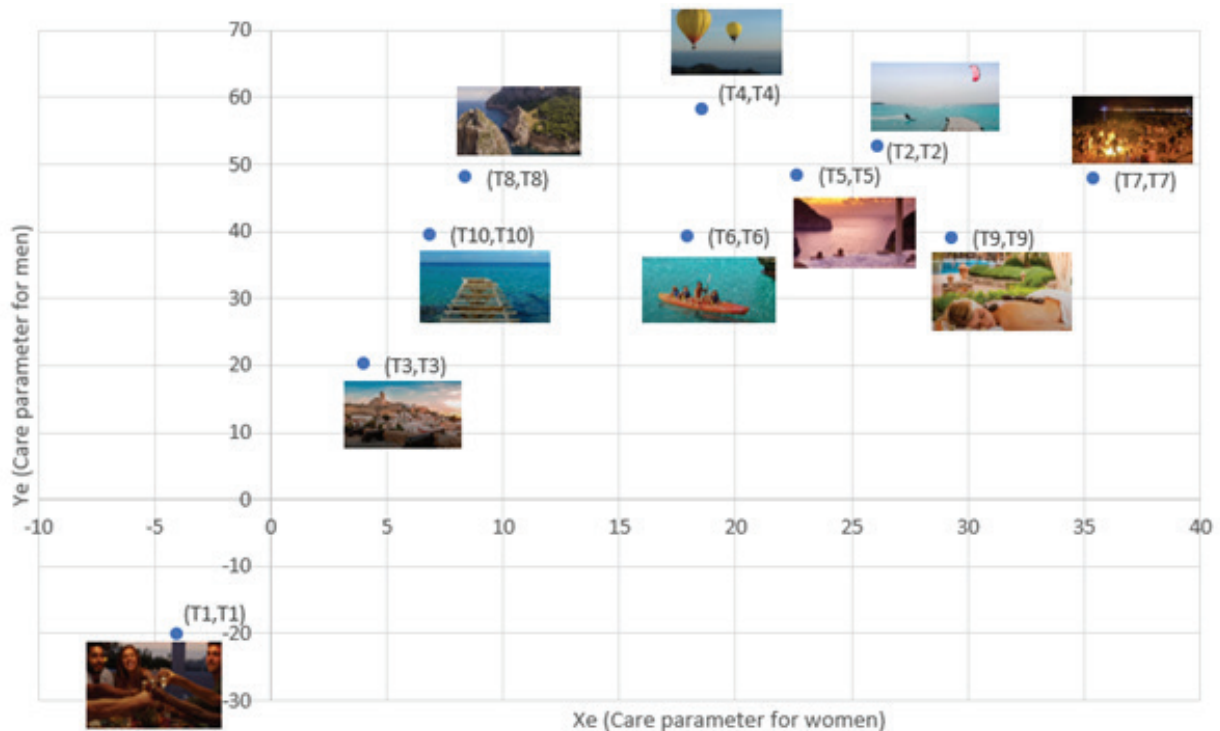 70
60
(T4,T4)
(T2,T2)
50
(T8,T8)
(T5,T5)
(T7,T7)
40
(T10,T10)
(T6,T6)
(T9,T9)
30
20
(T3,T3)
10
0
-10
-5
0
5
10
15
20
25
30
35
40
-10
(T1,T1)
-20
-30
Ye (Care parameter for men)
Xe (Care parameter for women)